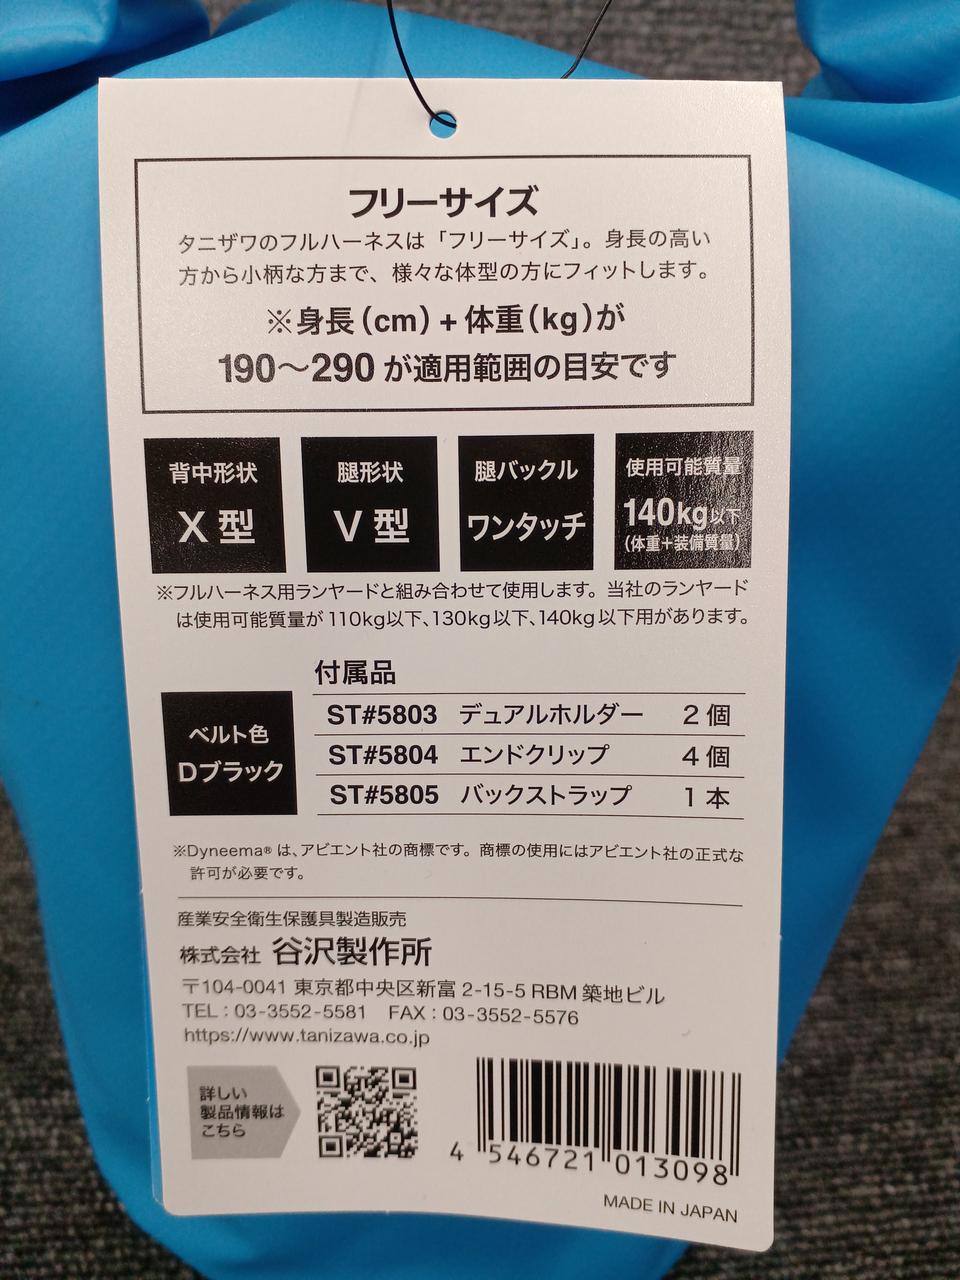 フリーサイズ
タニザワのフルハーネスは「フリーサイズ」。身長の高い
方から小柄な方まで、様々な体型の方にフィットします。
※身長(cm)+体重(kg)が
190〜290が適用範囲の目安です
背中形状
X型
腿形状
V型
腿バックル
ワンタッチ
使用可能質量
140kg以下
(体重+装備質量)
※フルハーネス用ランヤードと組み合わせて使用します。当社のランヤード
は使用可能質量が110kg以下、130kg以下、140kg以下用があります。
ベルト色
Dブラック
付属品
ST#5803 デュアルホルダー 2個
ST#5804 エンドクリップ 4個
ST#5805 バックストラップ 1本
※Dyneema®は、アビエント社の商標です。商標の使用にはアビエント社の正式な
許可が必要です。
産業安全衛生保護具製造販売
株式会社 谷沢製作所
〒104-0041 東京都中央区新富2-15-5 RBM築地ビル
TEL:03-3552-5581 FAX:03-3552-5576
https://www.tanizawa.co.jp
詳しい
製品情報は
こちら
4 546721 013098
MADE IN JAPAN